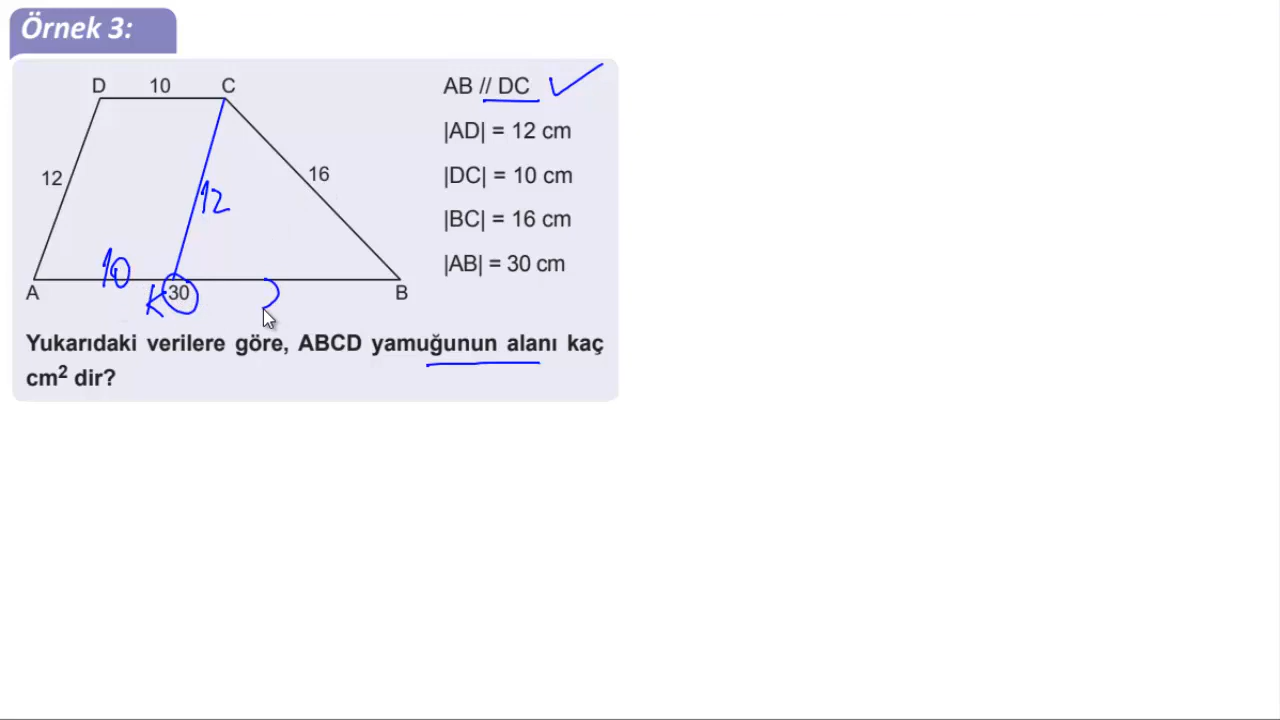 Örnek 3:
D 10 C
AB // DC
|AD| = 12 cm
12
16
|DC| = 10 cm
12
|BC| = 16 cm
|AB| = 30 cm
10
A K 30 B
Yukarıdaki verilere göre, ABCD yamuğunun alanı kaç
cm² dir?